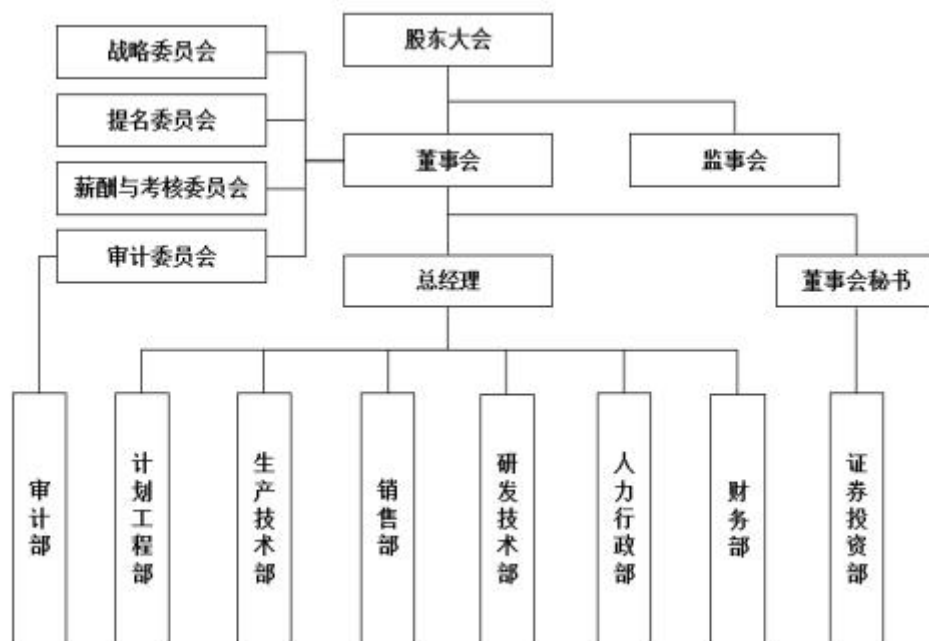 股东大会
战略委员会
提名委员会
董事会
监事会
薪酬与考核委员会
审计委员会
总经理
董事会秘书
审计部
计划工程部
生产技术部
销售部
研发技术部
人力行政部
财务部
证券投资部